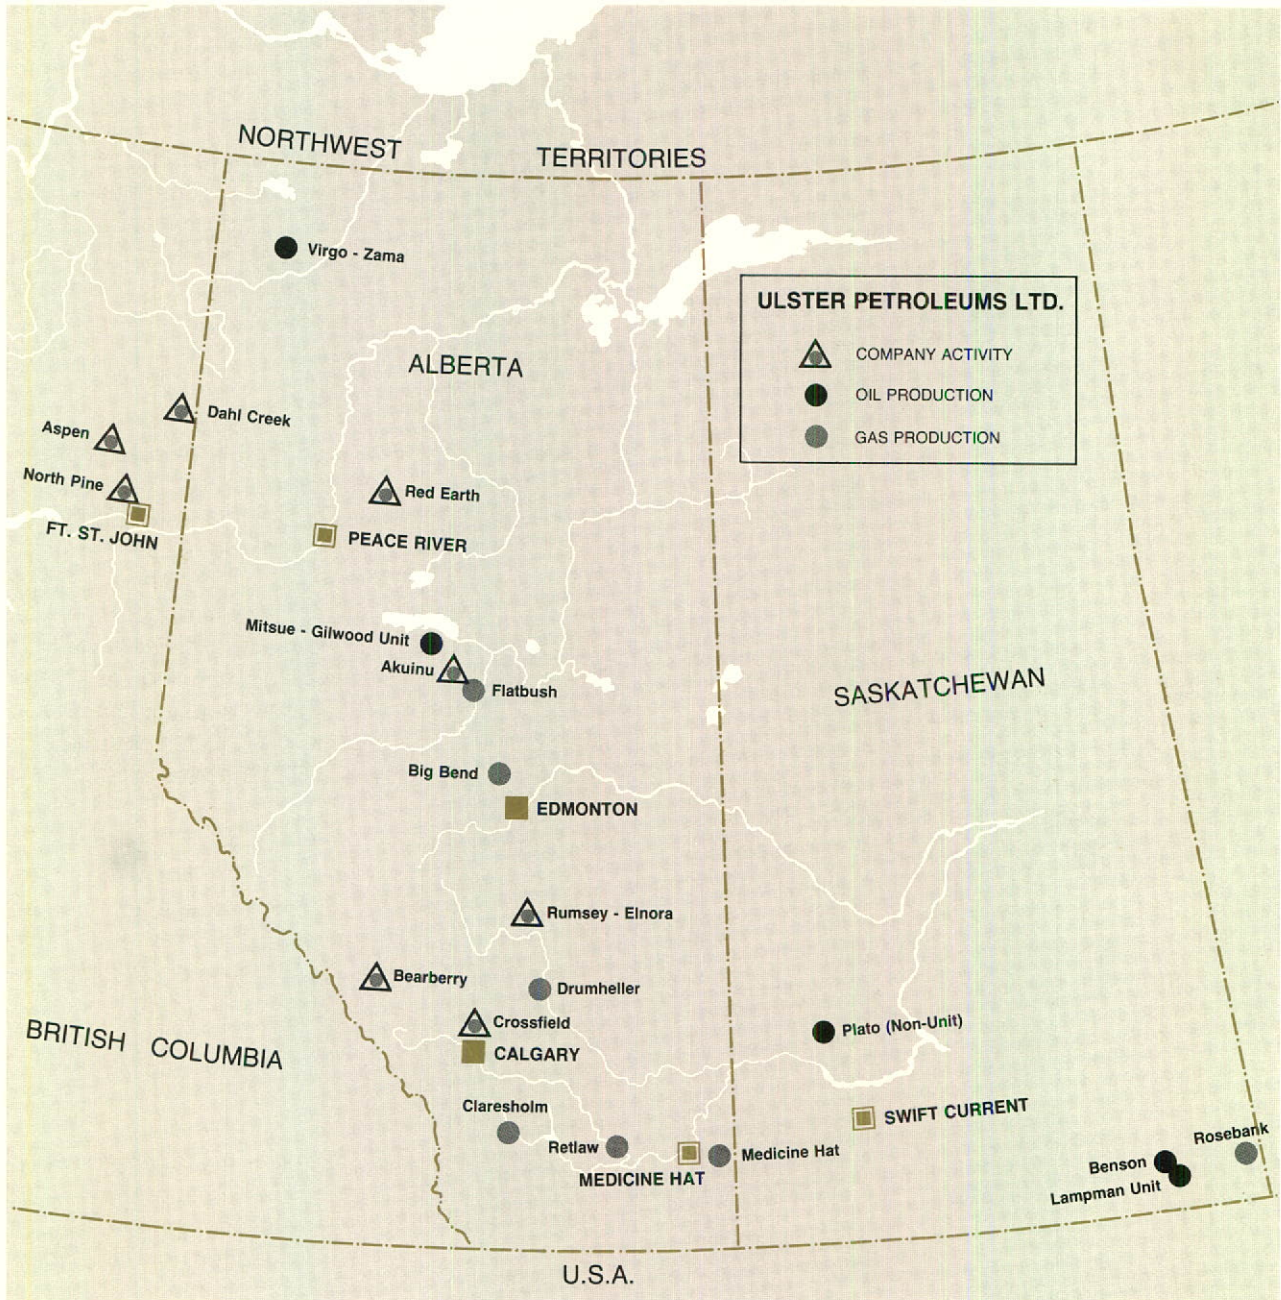 NORTHWEST TERRITORIES
Virgo - Zama
ULSTER PETROLEUMS LTD.
COMPANY ACTIVITY
OIL PRODUCTION
GAS PRODUCTION
ALBERTA
Dahl Creek
Aspen
North Pine
FT. ST. JOHN
Red Earth
PEACE RIVER
Mitsue - Gilwood Unit
Akuinu
Flatbush
SASKATCHEWAN
Big Bend
EDMONTON
Rumsey - Elnora
Bearberry
Drumheller
Crossfield
CALGARY
Plato (Non-Unit)
BRITISH COLUMBIA
Claresholm
Retlaw
MEDICINE HAT
Medicine Hat
SWIFT CURRENT
Rosebank
Benson
Lampman Unit
U.S.A.